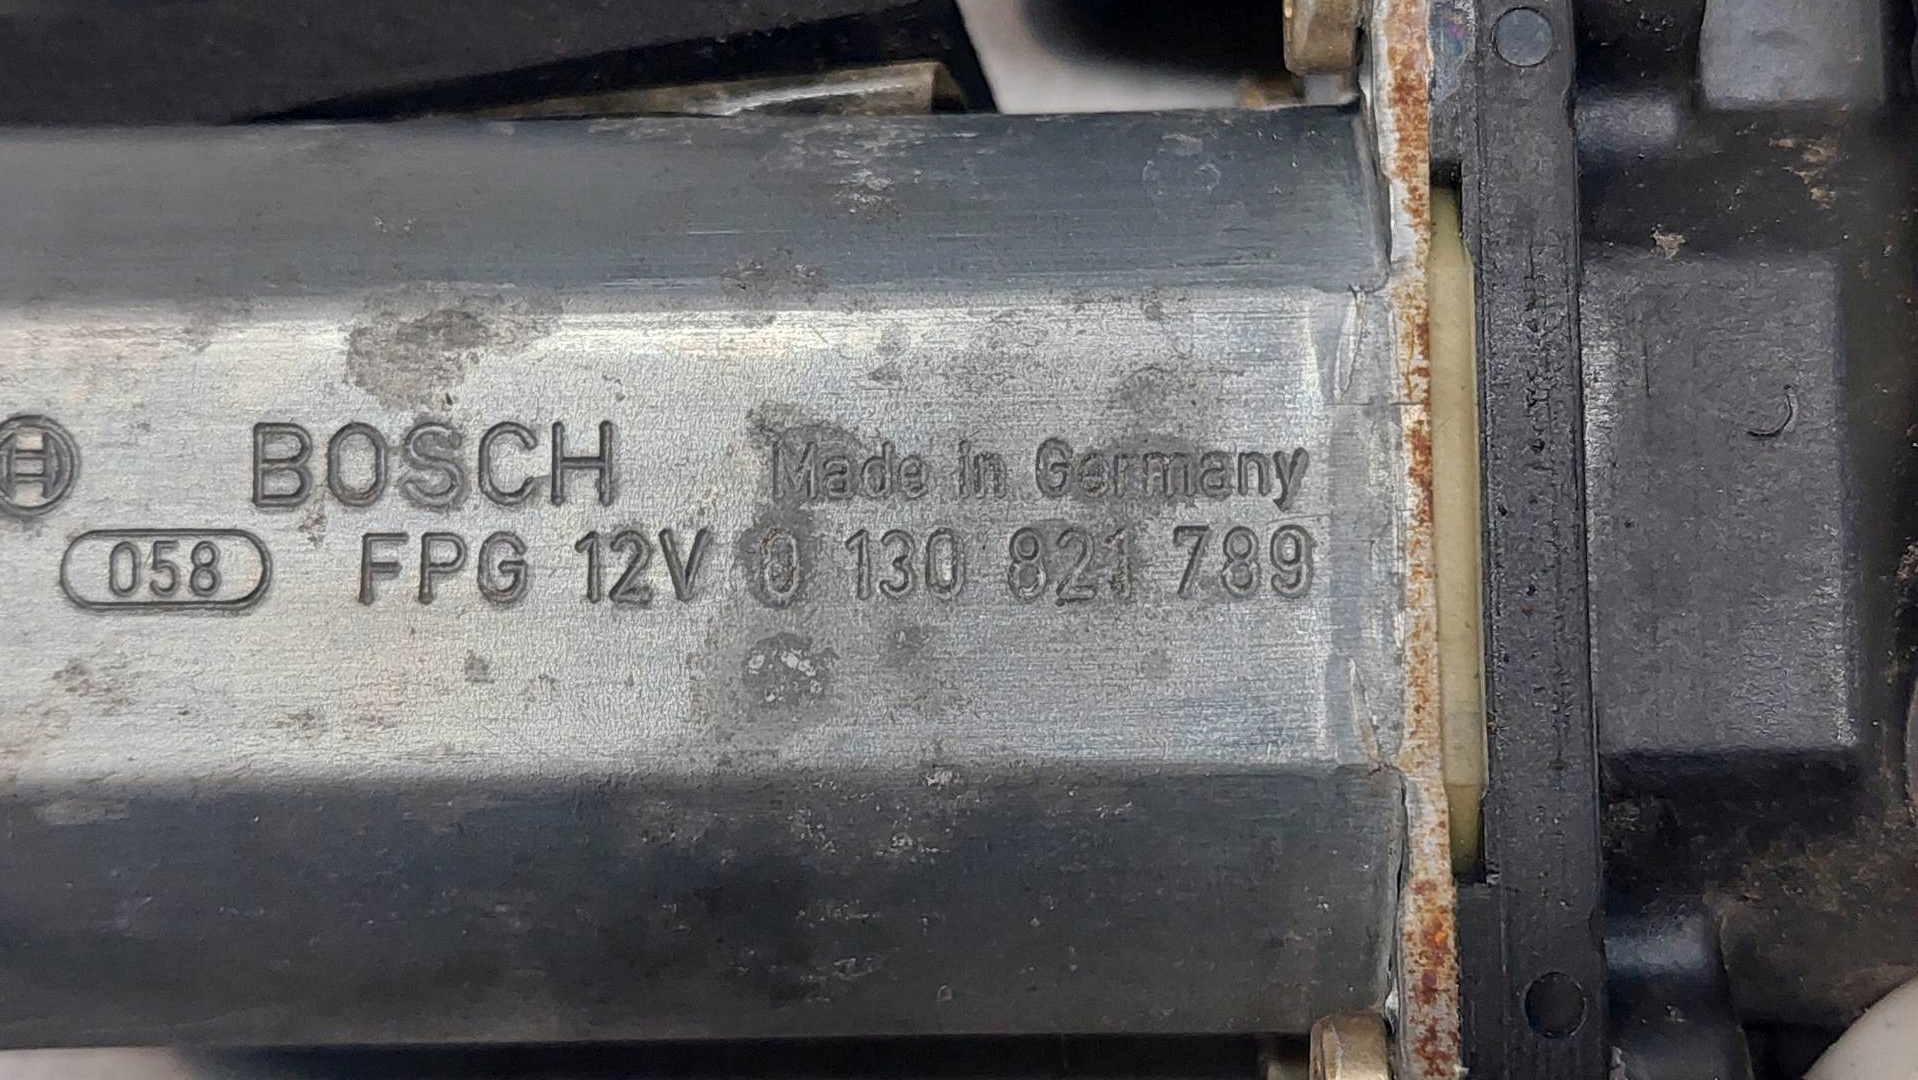 BOSCH Made in Germany
058 FPG 12V 0 130 821 789